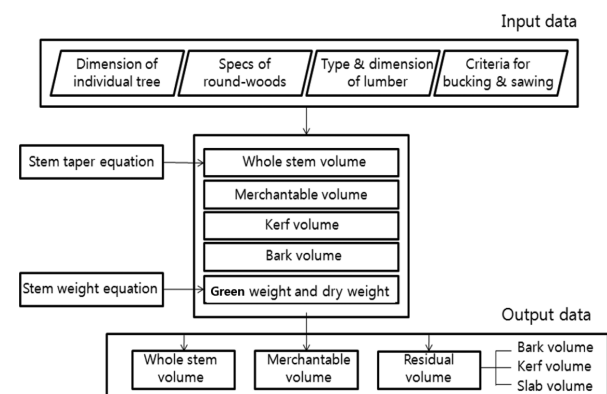 Input data
Dimension of
individual tree
Specs of
round-woods
Type & dimension
of lumber
Criteria for
bucking & sawing
Stem taper equation
Whole stem volume
Merchantable volume
Kerf volume
Bark volume
Stem weight equation
Green weight and dry weight
Output data
Whole stem
volume
Merchantable
volume
Residual
volume
Bark volume
Kerf volume
Slab volume